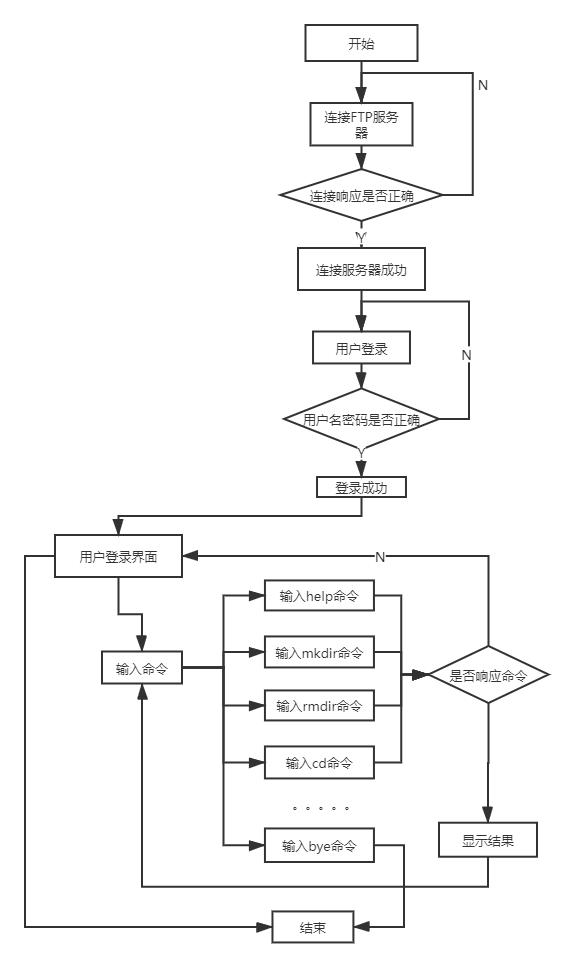 开始
N
连接FTP服务
器
连接响应是否正确
Y
连接服务器成功
用户登录
N
用户名密码是否正确
Y
登录成功
用户登录界面
N
输入help命令
输入mkdir命令
输入命令
是否响应命令
输入rmdir命令
输入cd命令
。。。。。
输入bye命令
显示结果
结束